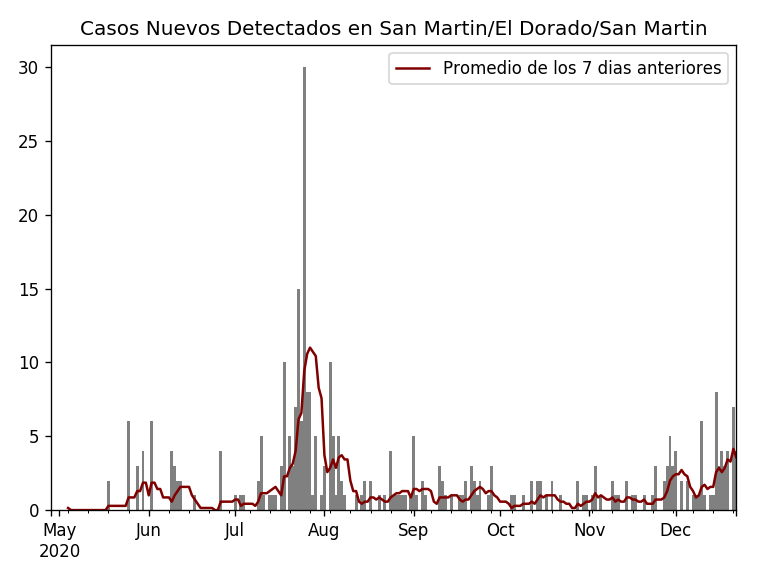 Casos Nuevos Detectados en San Martin/El Dorado/San Martin
Promedio de los 7 dias anteriores
30
25
20
15
10
5
0
May Jun Jul Aug Sep Oct Nov Dec
2020